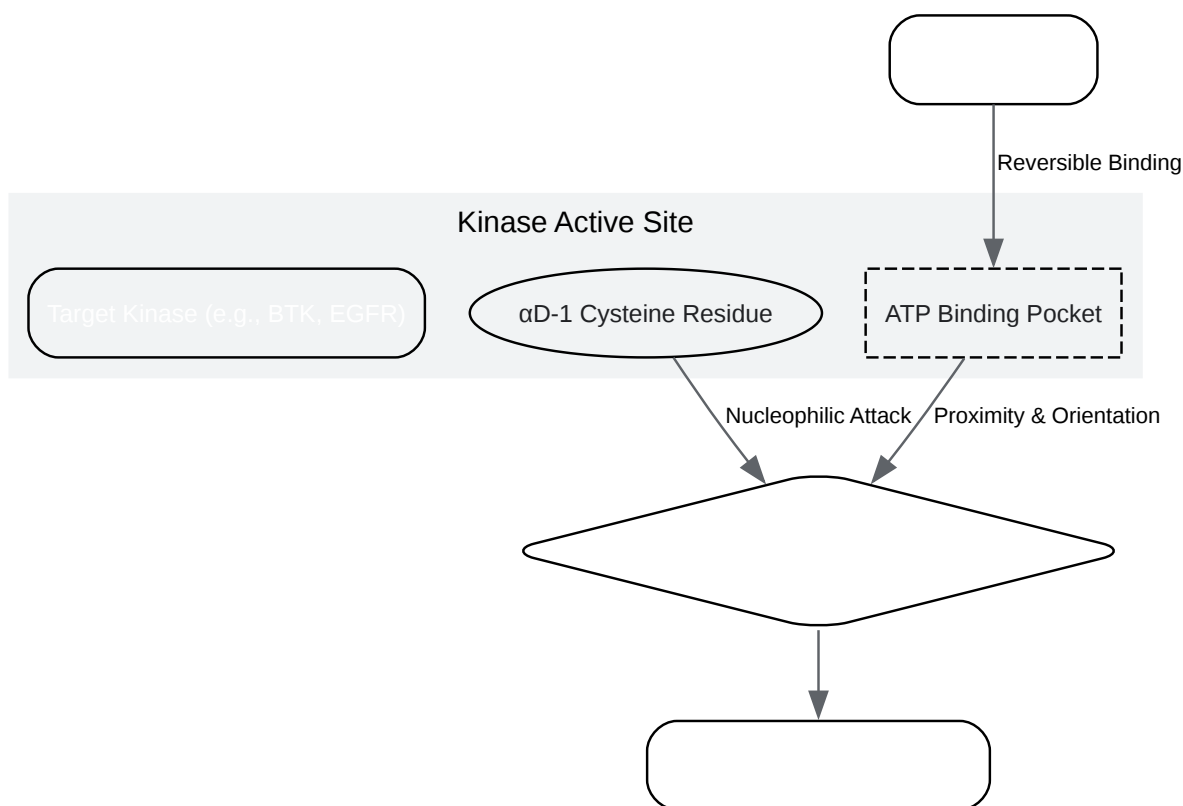 Reversible Binding
Kinase Active Site
Target Kinase (e.g., BTK, EGFR)
αD-1 Cysteine Residue
ATP Binding Pocket
Nucleophilic Attack
Proximity & Orientation